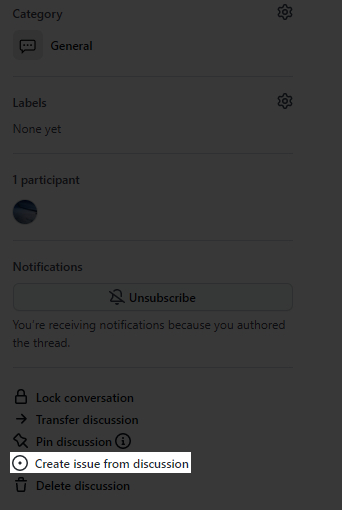 Category
General
Labels
None yet
1 participant
Notifications
Unsubscribe
You're receiving notifications because you authored
the thread.
Lock conversation
Transfer discussion
Pin discussion
Create issue from discussion
Delete discussion